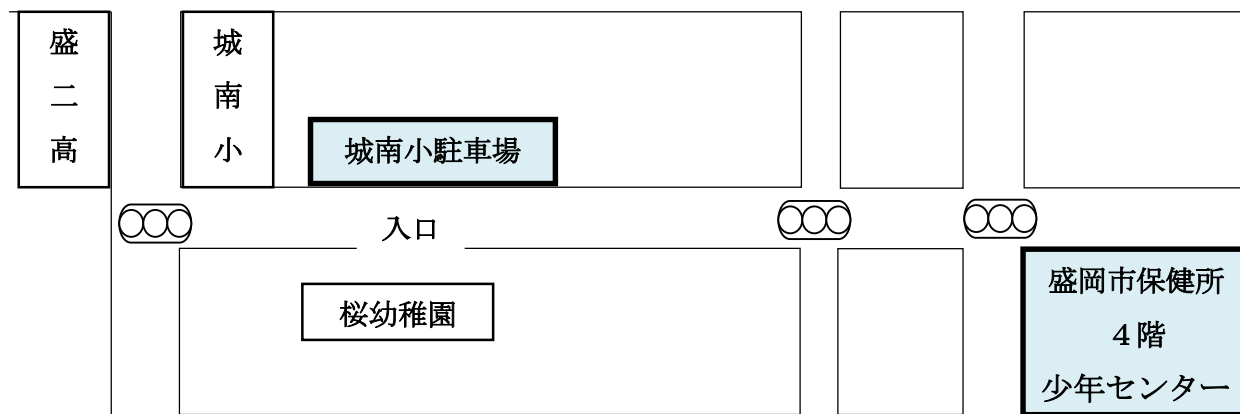 盛二高
城南小
城南小駐車場
入口
桜幼稚園
盛岡市保健所
４階
少年センター